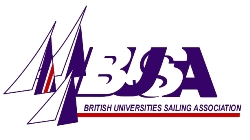 BUSA
BRITISH UNIVERSITIES SAILING ASSOCIATION